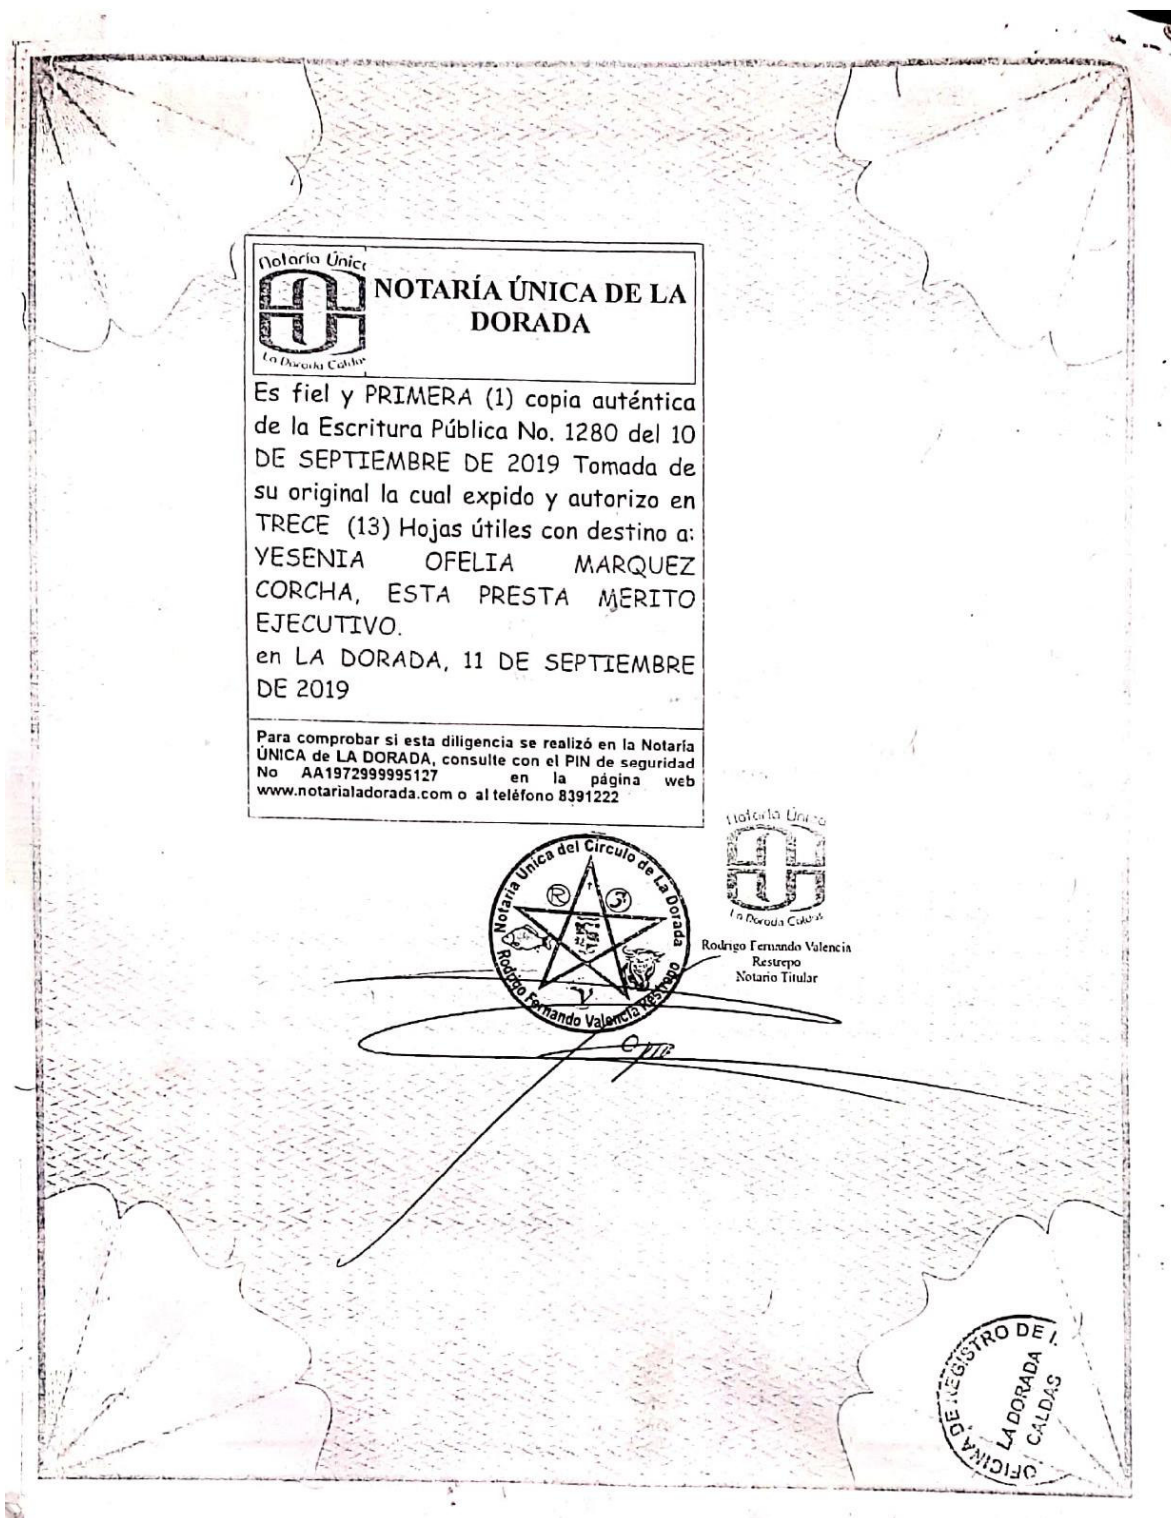 Notaría Única
La Dorada Caldas
NOTARÍA ÚNICA DE LA
DORADA
Es fiel y PRIMERA (1) copia auténtica
de la Escritura Pública No. 1280 del 10
DE SEPTIEMBRE DE 2019 Tomada de
su original la cual expido y autorizo en
TRECE (13) Hojas útiles con destino a:
YESENIA OFELIA MARQUEZ
CORCHA, ESTA PRESTA MERITO
EJECUTIVO.
en LA DORADA, 11 DE SEPTIEMBRE
DE 2019
Para comprobar si esta diligencia se realizó en la Notaría
ÚNICA de LA DORADA, consulte con el PIN de seguridad
No AA1972999995127 en la página web
www.notarialadorada.com o al teléfono 8391222
Notaria Unica del Circulo de La Dorada
Rodrigo Fernando Valencia Restrepo
Notaría Única
La Dorada Caldas
Rodrigo Fernando Valencia
Restrepo
Notario Titular
OFICINA DE REGISTRO DE I.
LA DORADA
CALDAS